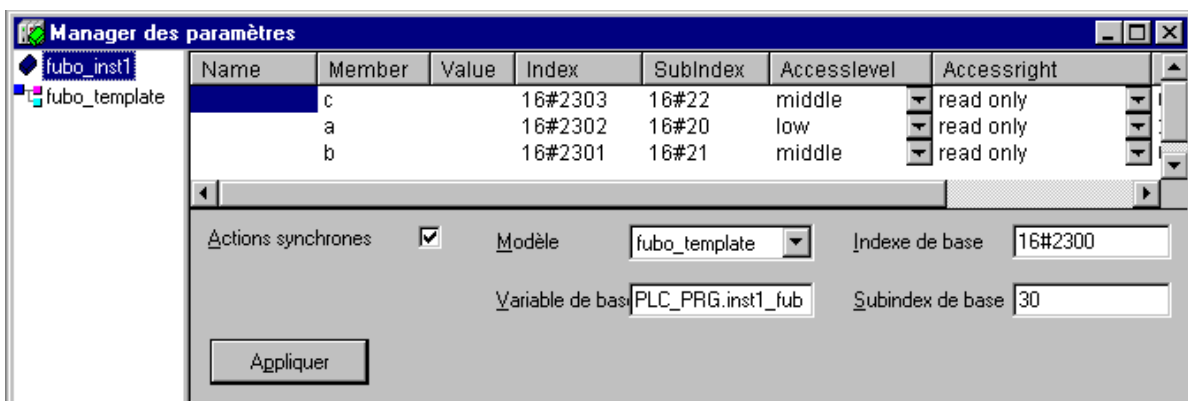 Manager des paramètres
fubo_inst1
fubo_template
Name Member Value Index SubIndex Accesslevel Accessright
c 16#2303 16#22 middle read only
a 16#2302 16#20 low read only
b 16#2301 16#21 middle read only
Actions synchrones Modèle fubo_template Indexe de base 16#2300
Variable de bas PLC_PRG.inst1_fub Subindex de base 30
Appliquer